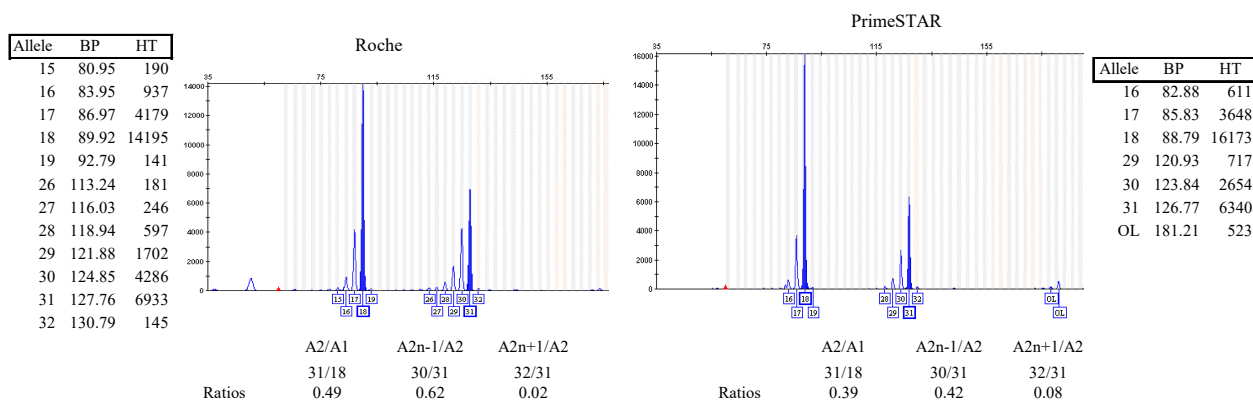 Allele BP HT
15 80.95 190
16 83.95 937
17 86.97 4179
18 89.92 14195
19 92.79 141
26 113.24 181
27 116.03 246
28 118.94 597
29 121.88 1702
30 124.85 4286
31 127.76 6933
32 130.79 145
Roche
35 75 115 155
14000
12000
10000
8000
6000
4000
2000
0
15 17 19 26 28 30 32
16 18 27 29 31
A2/A1 A2n-1/A2 A2n+1/A2
31/18 30/31 32/31
Ratios 0.49 0.62 0.02
PrimeSTAR
35 75 115 155
16000
14000
12000
10000
8000
6000
4000
2000
0
16 18 28 30 32 OL
17 19 29 31 OL
A2/A1 A2n-1/A2 A2n+1/A2
31/18 30/31 32/31
Ratios 0.39 0.42 0.08
Allele BP HT
16 82.88 611
17 85.83 3648
18 88.79 16173
29 120.93 717
30 123.84 2654
31 126.77 6340
OL 181.21 523